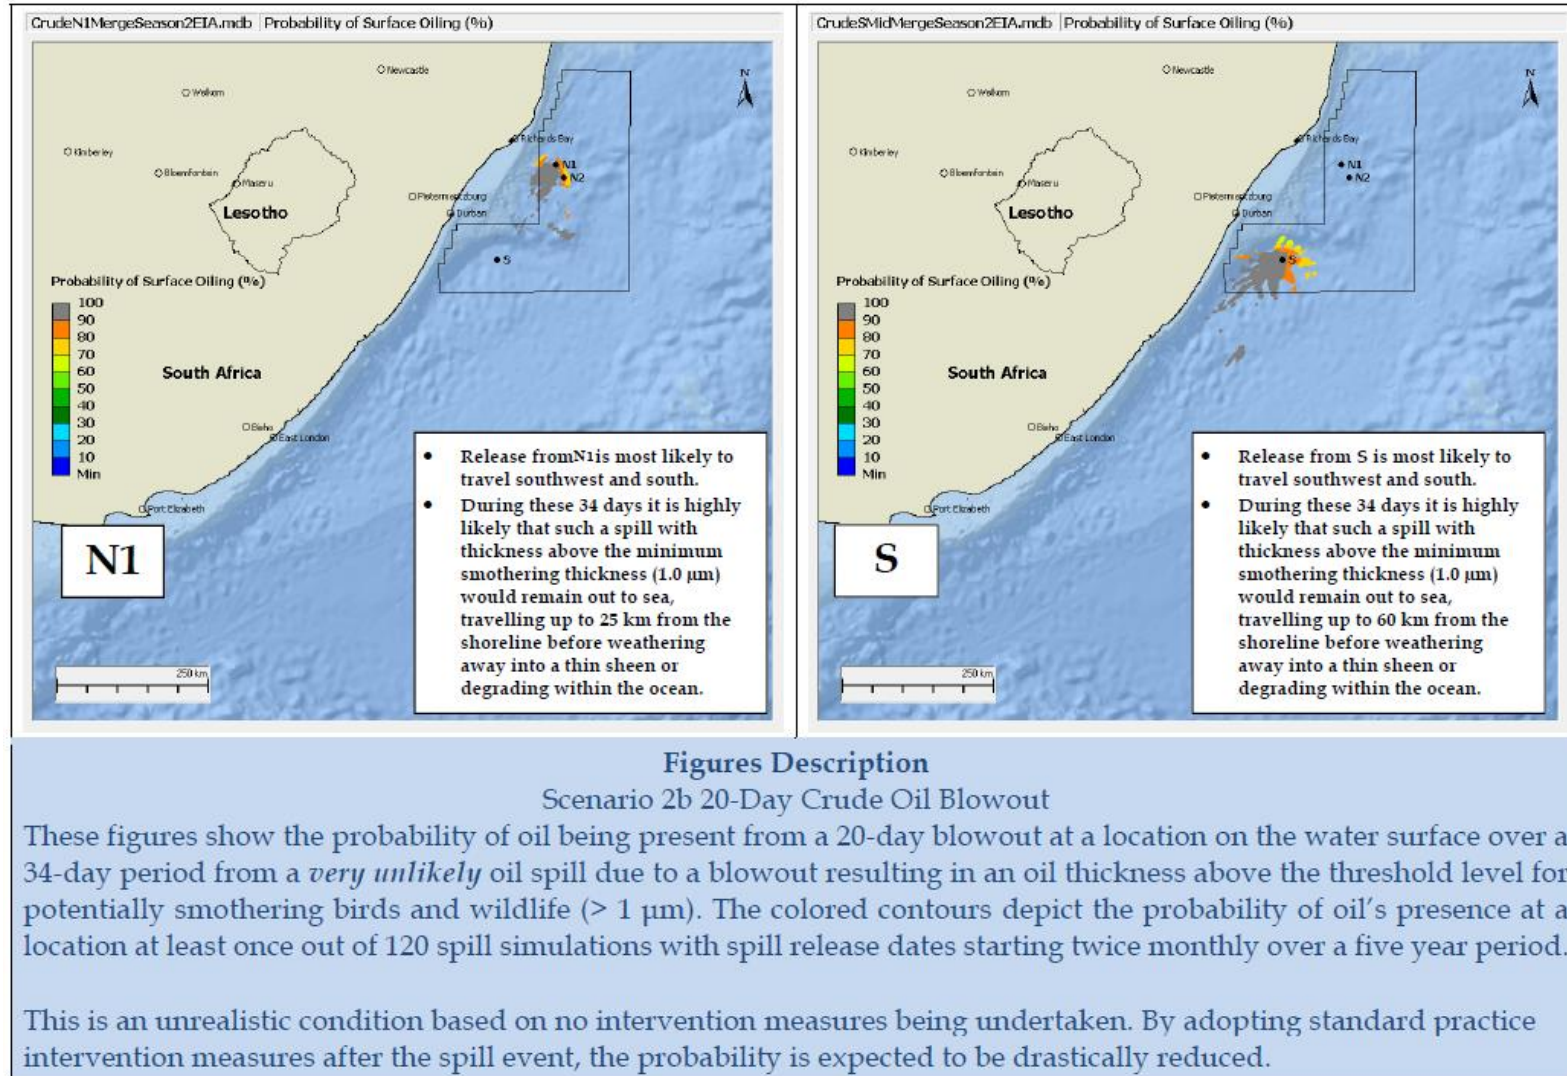 CrudeN1MergeSeason2EIA.mdb Probability of Surface Oiling (%)
Newcastle
Welkom
N
Richards Bay
Kimberley
N1
Bloemfontein
N2
Maseru
Pietermaritzburg
Lesotho
Durban
S
Probability of Surface Oiling (%)
100
90
80
70
60
50
40
30
20
10
Min
South Africa
Bisho
East London
Port Elizabeth
N1
250 km
• Release fromN1is most likely to
travel southwest and south.
• During these 34 days it is highly
likely that such a spill with
thickness above the minimum
smothering thickness (1.0 µm)
would remain out to sea,
travelling up to 25 km from the
shoreline before weathering
away into a thin sheen or
degrading within the ocean.
CrudeSMidMergeSeason2EIA.mdb Probability of Surface Oiling (%)
Newcastle
Welkom
N
Richards Bay
Kimberley
N1
Bloemfontein
N2
Maseru
Pietermaritzburg
Lesotho
Durban
S
Probability of Surface Oiling (%)
100
90
80
70
60
50
40
30
20
10
Min
South Africa
Bisho
East London
Port Elizabeth
S
250 km
• Release from S is most likely to
travel southwest and south.
• During these 34 days it is highly
likely that such a spill with
thickness above the minimum
smothering thickness (1.0 µm)
would remain out to sea,
travelling up to 60 km from the
shoreline before weathering
away into a thin sheen or
degrading within the ocean.
Figures Description
Scenario 2b 20-Day Crude Oil Blowout
These figures show the probability of oil being present from a 20-day blowout at a location on the water surface over a
34-day period from a very unlikely oil spill due to a blowout resulting in an oil thickness above the threshold level for
potentially smothering birds and wildlife (> 1 µm). The colored contours depict the probability of oil's presence at a
location at least once out of 120 spill simulations with spill release dates starting twice monthly over a five year period.
This is an unrealistic condition based on no intervention measures being undertaken. By adopting standard practice
intervention measures after the spill event, the probability is expected to be drastically reduced.